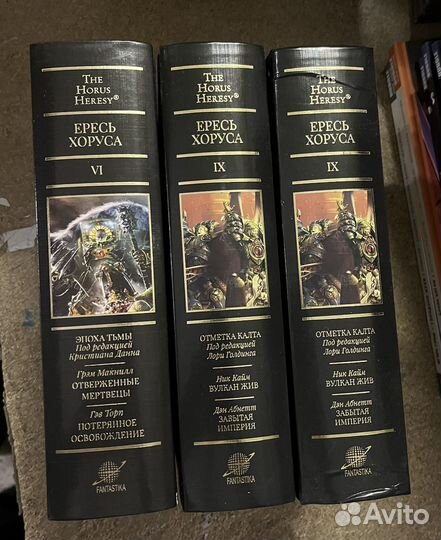 THE
HORUS
HERESY®
ЕРЕСЬ
ХОРУСА
VI
ЭПОХА ТЬМЫ
Под редакцией
Кристиана Данна
Грэм Макнилл
ОТВЕРЖЕННЫЕ
МЕРТВЕЦЫ
Гэв Торп
ПОТЕРЯННОЕ
ОСВОБОЖДЕНИЕ
FANTASTIKA
THE
HORUS
HERESY®
ЕРЕСЬ
ХОРУСА
IX
ОТМЕТКА КАЛТА
Под редакцией
Лори Голдинга
Ник Кайм
ВУЛКАН ЖИВ
Дэн Абнетт
ЗАБЫТАЯ
ИМПЕРИЯ
FANTASTIKA
THE
HORUS
HERESY®
ЕРЕСЬ
ХОРУСА
IX
ОТМЕТКА КАЛТА
Под редакцией
Лори Голдинга
Ник Кайм
ВУЛКАН ЖИВ
Дэн Абнетт
ЗАБЫТАЯ
ИМПЕРИЯ
FANTASTIKA
Avito